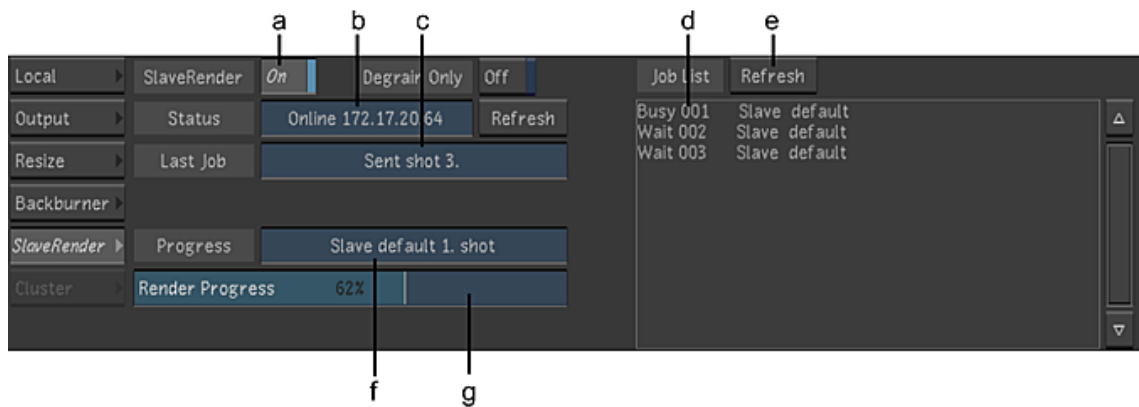 a b c d e
Local SlaveRender On Degrain Only Off Job List Refresh
Output Status Online 172.17.20.64 Refresh Busy 001 Slave default
Wait 002 Slave default
Resize Last Job Sent shot 3. Wait 003 Slave default
Backburner
SlaveRender Progress Slave default 1. shot
Cluster Render Progress 62%
f g